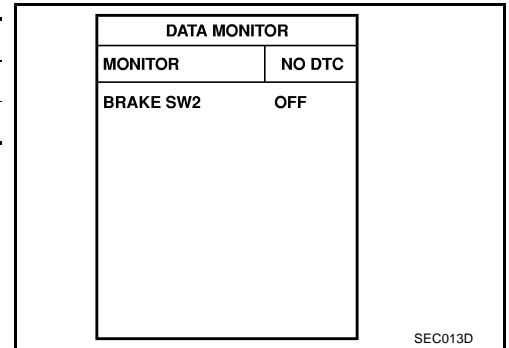 DATA MONITOR
MONITOR NO DTC
BRAKE SW2 OFF
SEC013D